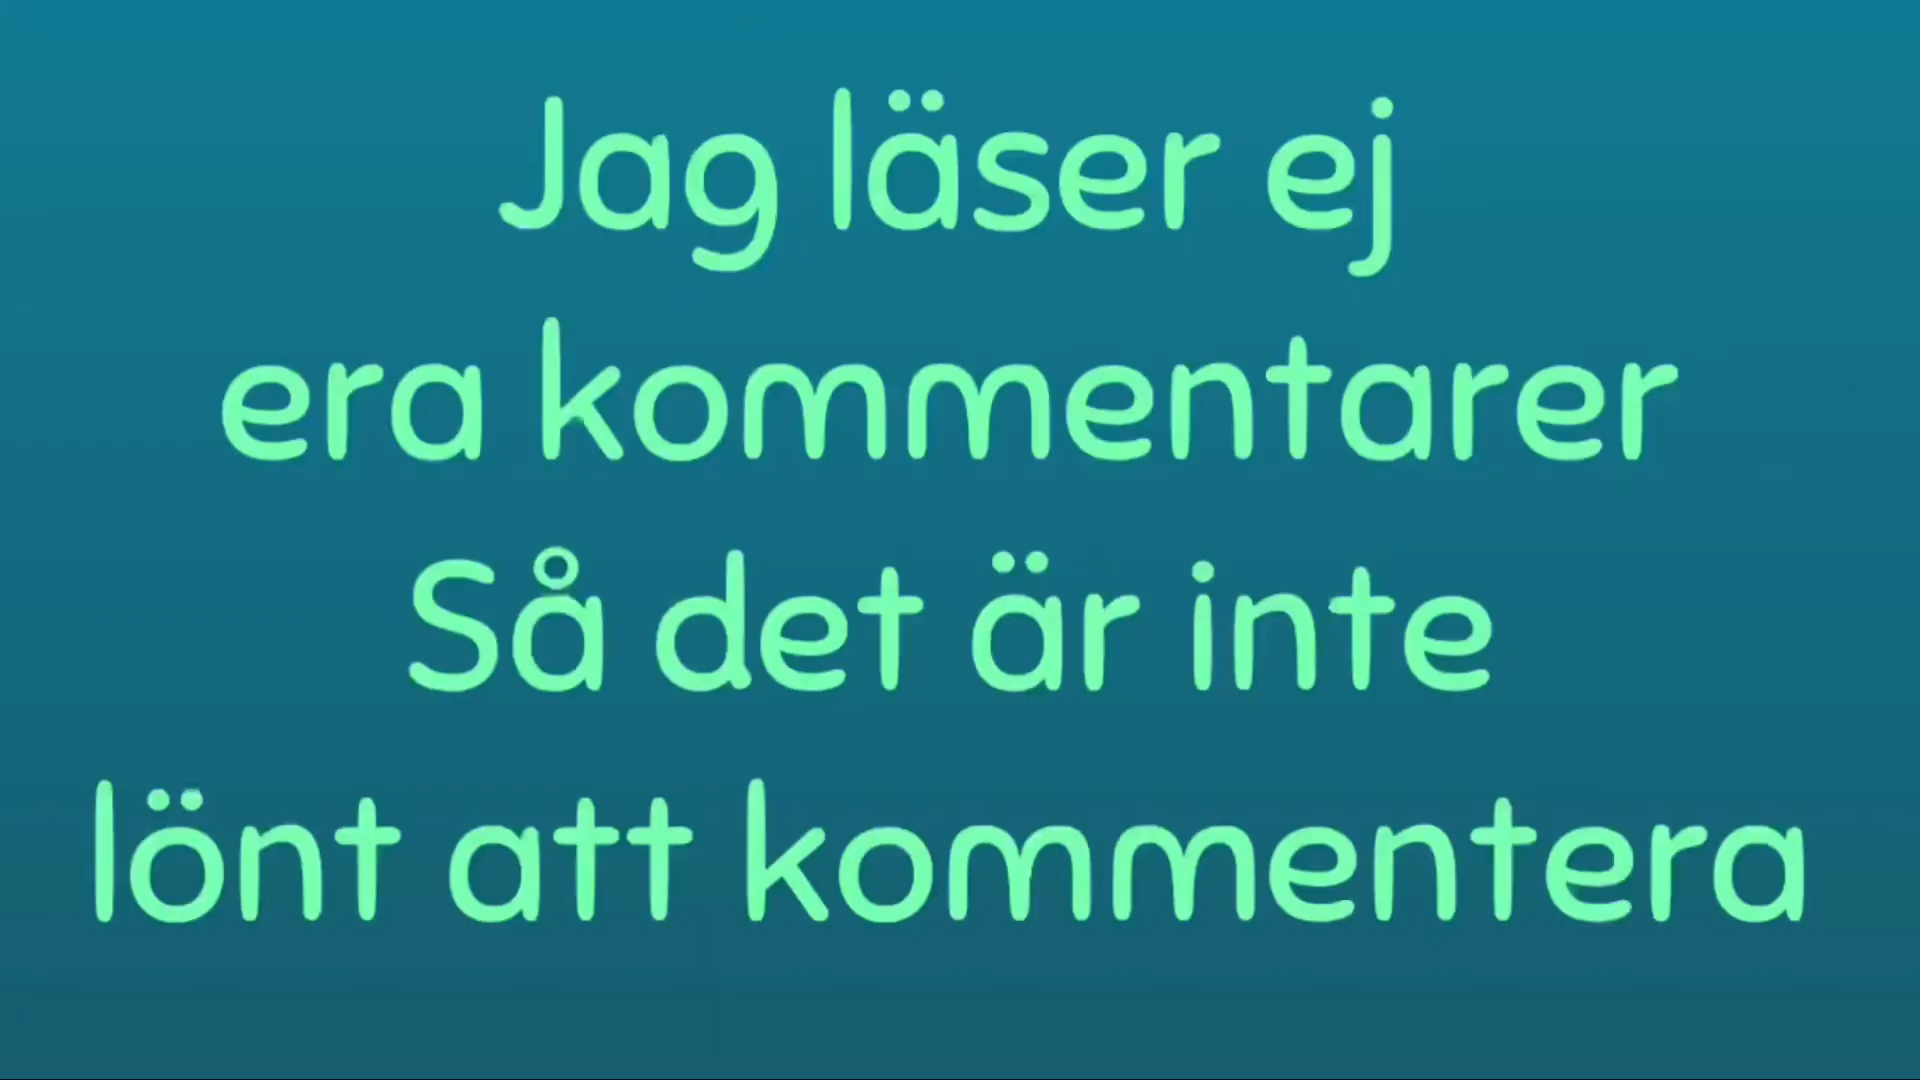 Jag läser ej
era kommentarer
Så det är inte
lönt att kommentera